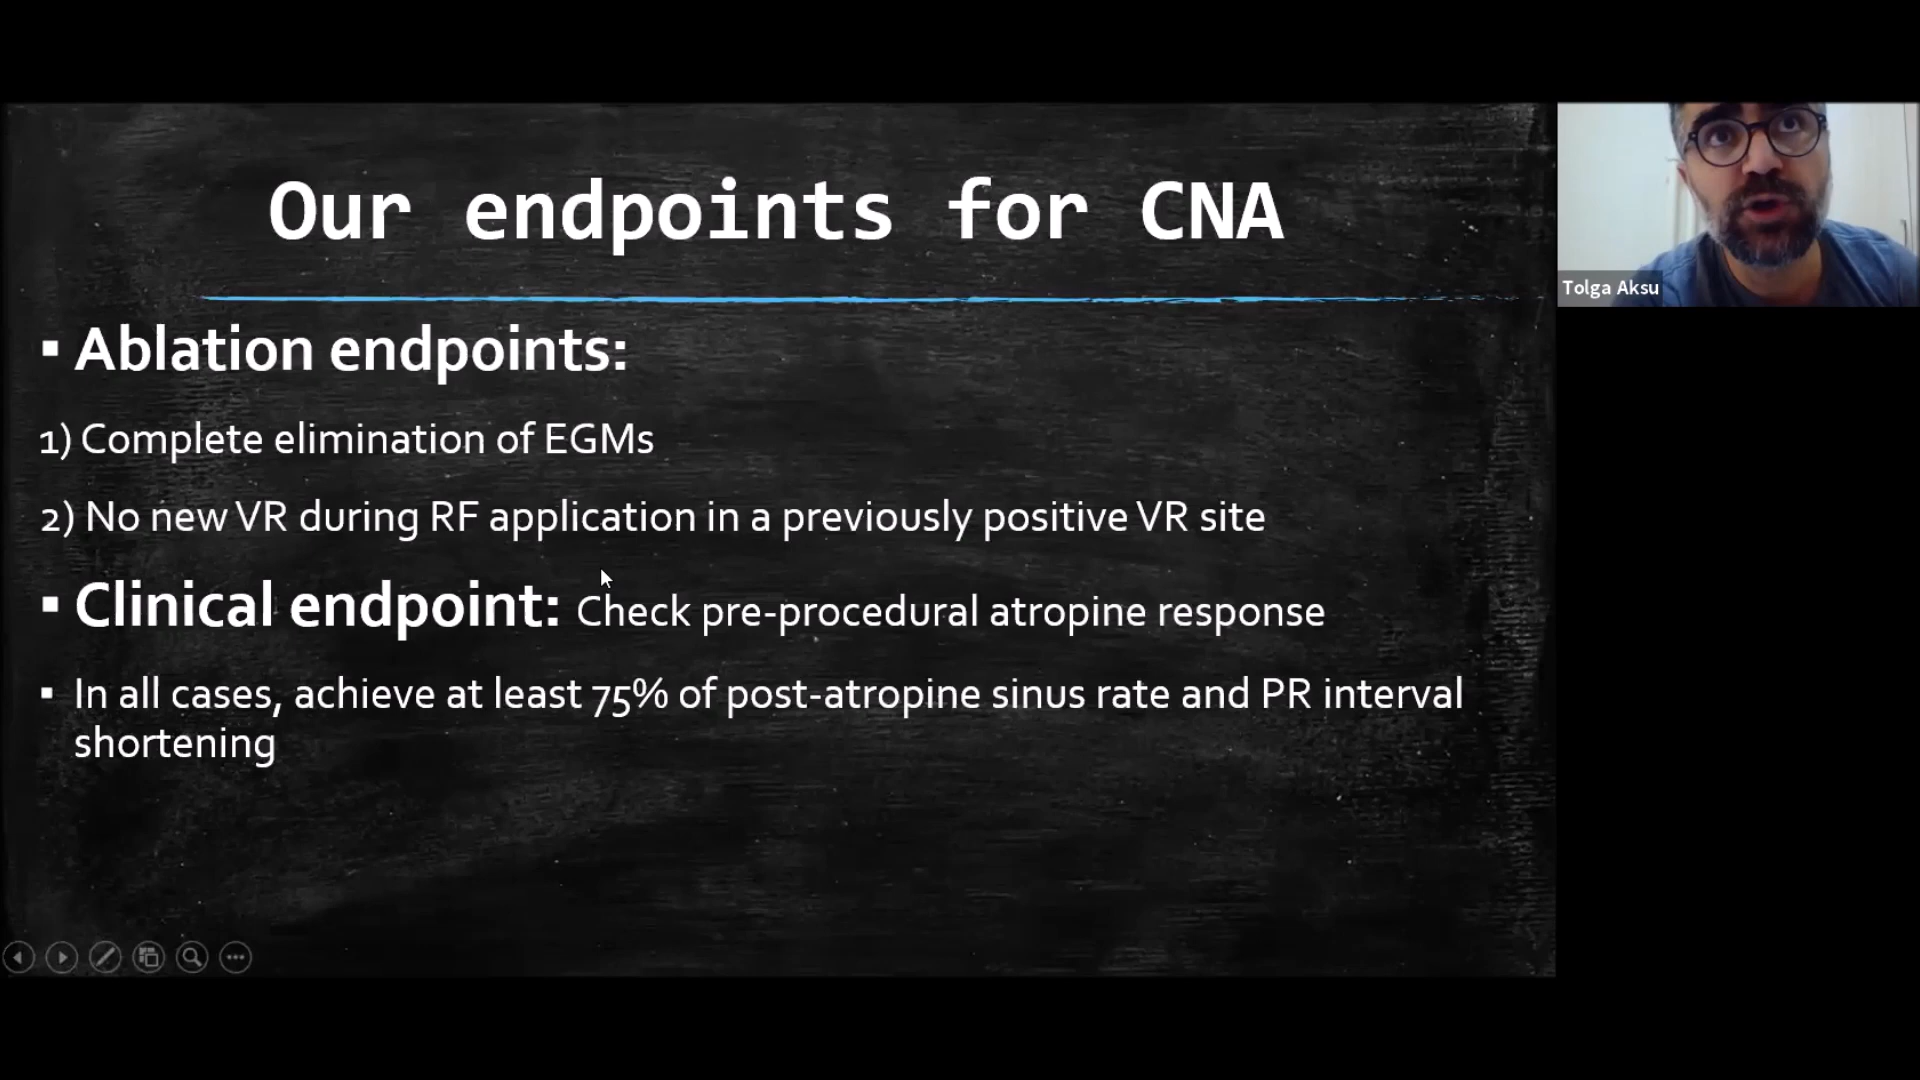 Our endpoints for CNA
Tolga Aksu
▪ Ablation endpoints:
1) Complete elimination of EGMs
2) No new VR during RF application in a previously positive VR site
▪ Clinical endpoint: Check pre-procedural atropine response
▪ In all cases, achieve at least 75% of post-atropine sinus rate and PR interval
shortening